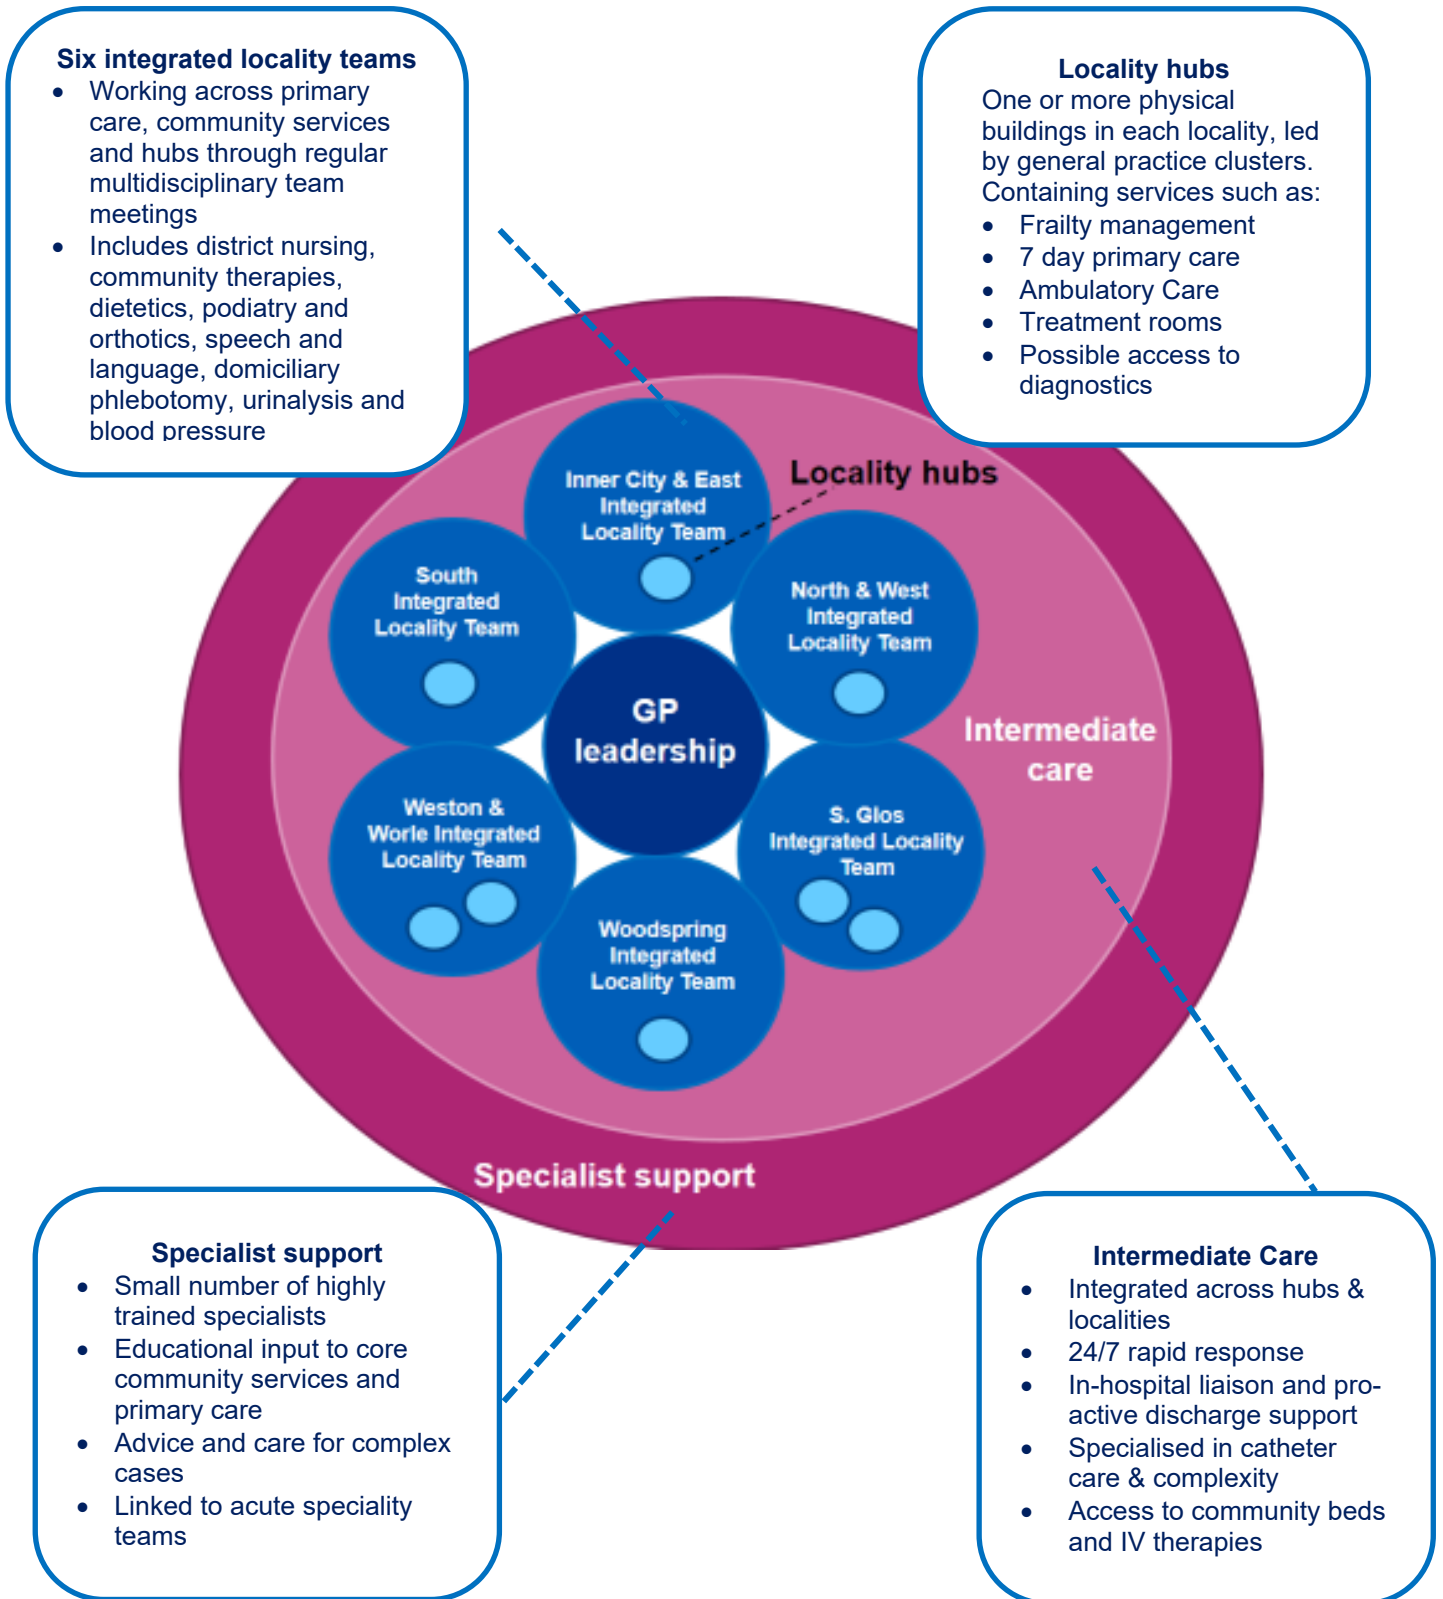 Six integrated locality teams
• Working across primary
care, community services
and hubs through regular
multidisciplinary team
meetings
• Includes district nursing,
community therapies,
dietetics, podiatry and
orthotics, speech and
language, domiciliary
phlebotomy, urinalysis and
blood pressure
Locality hubs
One or more physical
buildings in each locality, led
by general practice clusters.
Containing services such as:
• Frailty management
• 7 day primary care
• Ambulatory Care
• Treatment rooms
• Possible access to
diagnostics
Locality hubs
Inner City & East
Integrated
Locality Team
South
Integrated
Locality Team
North & West
Integrated
Locality Team
GP
leadership
Intermediate
care
Weston &
Worle Integrated
Locality Team
S. Glos
Integrated Locality
Team
Woodspring
Integrated
Locality Team
Specialist support
Specialist support
• Small number of highly
trained specialists
• Educational input to core
community services and
primary care
• Advice and care for complex
cases
• Linked to acute speciality
teams
Intermediate Care
• Integrated across hubs &
localities
• 24/7 rapid response
• In-hospital liaison and pro-
active discharge support
• Specialised in catheter
care & complexity
• Access to community beds
and IV therapies